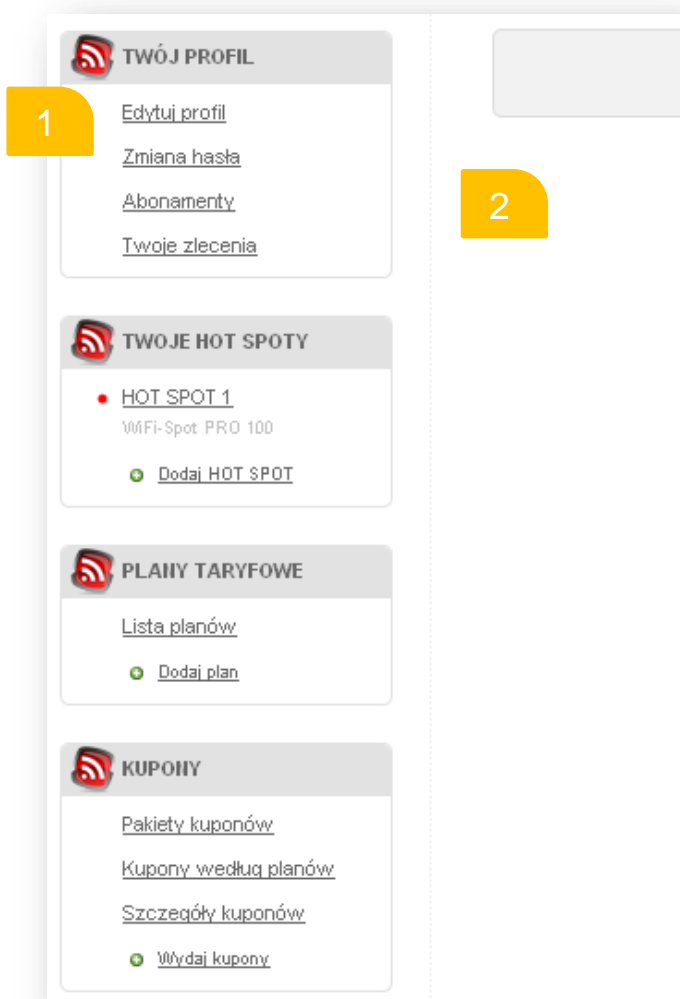 TWÓJ PROFIL
1
Edytuj profil
Zmiana hasła
Abonamenty
Twoje zlecenia
2
TWOJE HOT SPOTY
HOT SPOT 1
WiFi-Spot PRO 100
Dodaj HOT SPOT
PLANY TARYFOWE
Lista planów
Dodaj plan
KUPONY
Pakiety kuponów
Kupony według planów
Szczegóły kuponów
Wydaj kupony